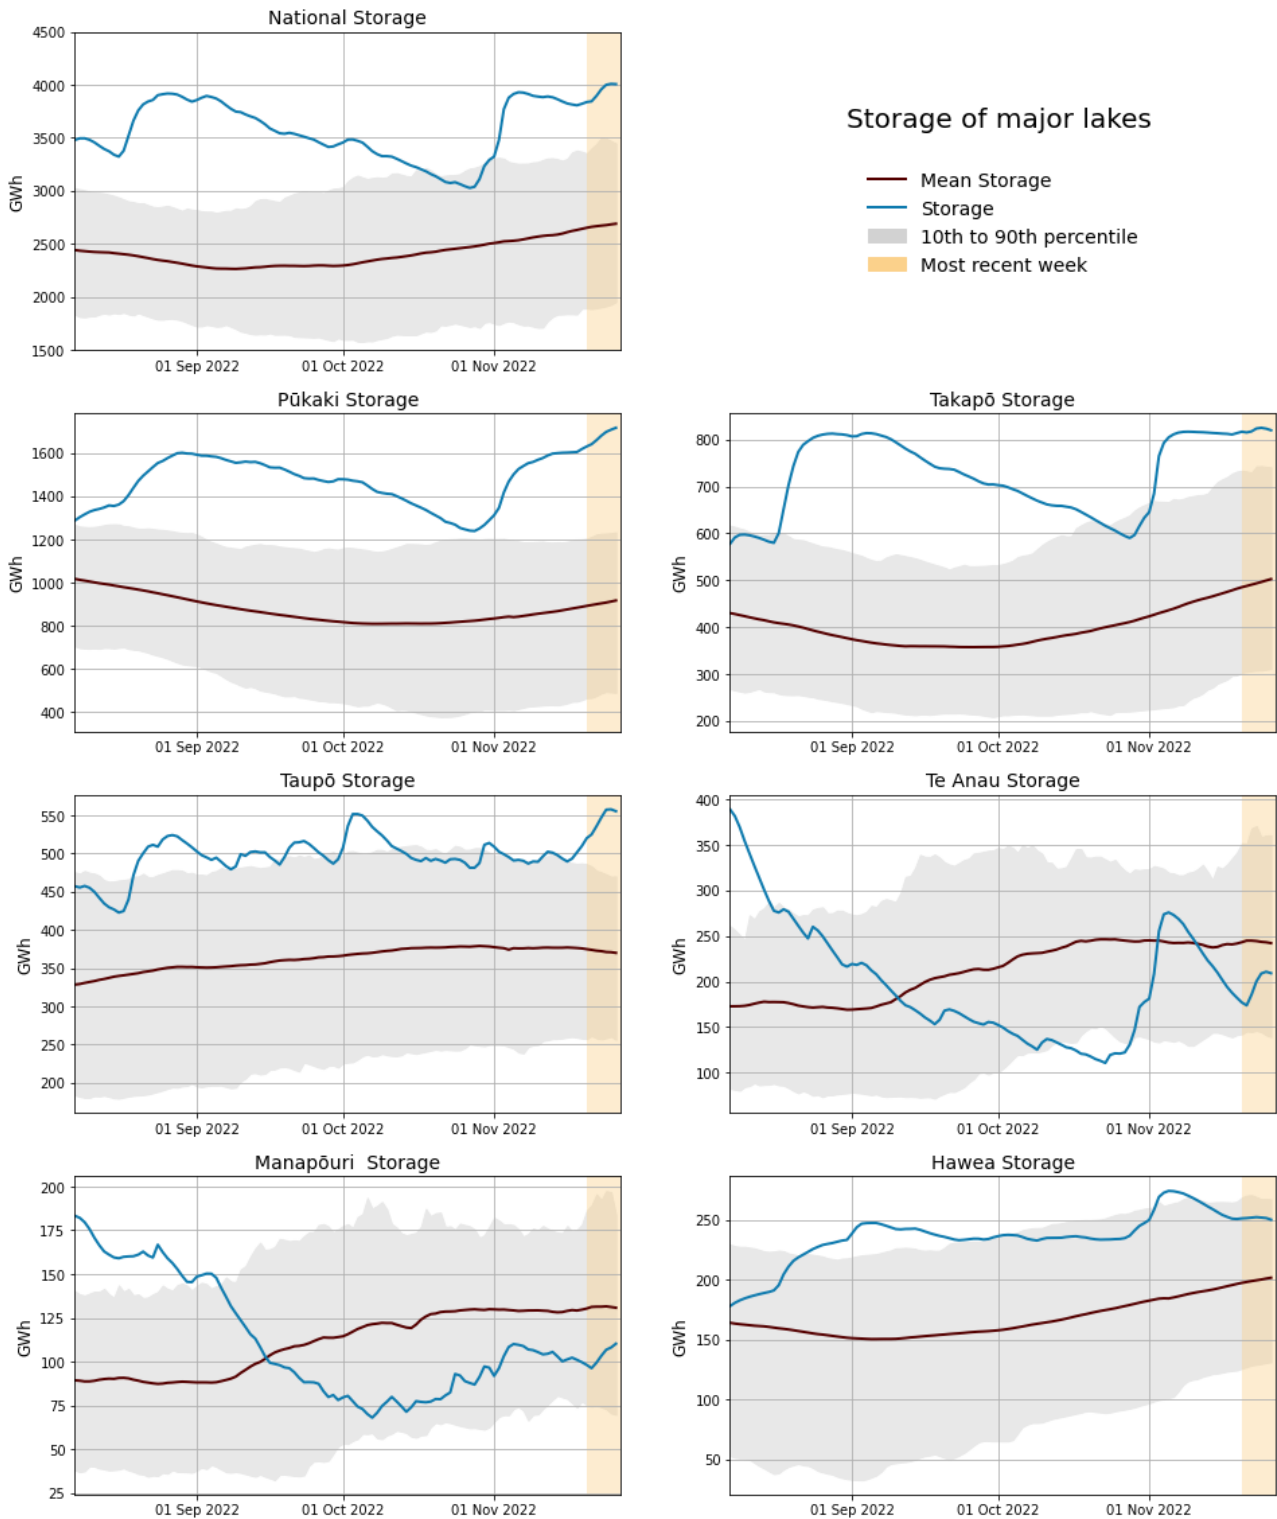 National Storage
4500
4000
3500
3000
2500
2000
1500
GWh
01 Sep 2022
01 Oct 2022
01 Nov 2022
Storage of major lakes
Mean Storage
Storage
10th to 90th percentile
Most recent week
Pūkaki Storage
1600
1400
1200
1000
800
600
400
GWh
01 Sep 2022
01 Oct 2022
01 Nov 2022
Takapō Storage
800
700
600
500
400
300
200
GWh
01 Sep 2022
01 Oct 2022
01 Nov 2022
Taupō Storage
550
500
450
400
350
300
250
200
GWh
01 Sep 2022
01 Oct 2022
01 Nov 2022
Te Anau Storage
400
350
300
250
200
150
100
GWh
01 Sep 2022
01 Oct 2022
01 Nov 2022
Manapōuri  Storage
200
175
150
125
100
75
50
25
GWh
01 Sep 2022
01 Oct 2022
01 Nov 2022
Hawea Storage
250
200
150
100
50
GWh
01 Sep 2022
01 Oct 2022
01 Nov 2022